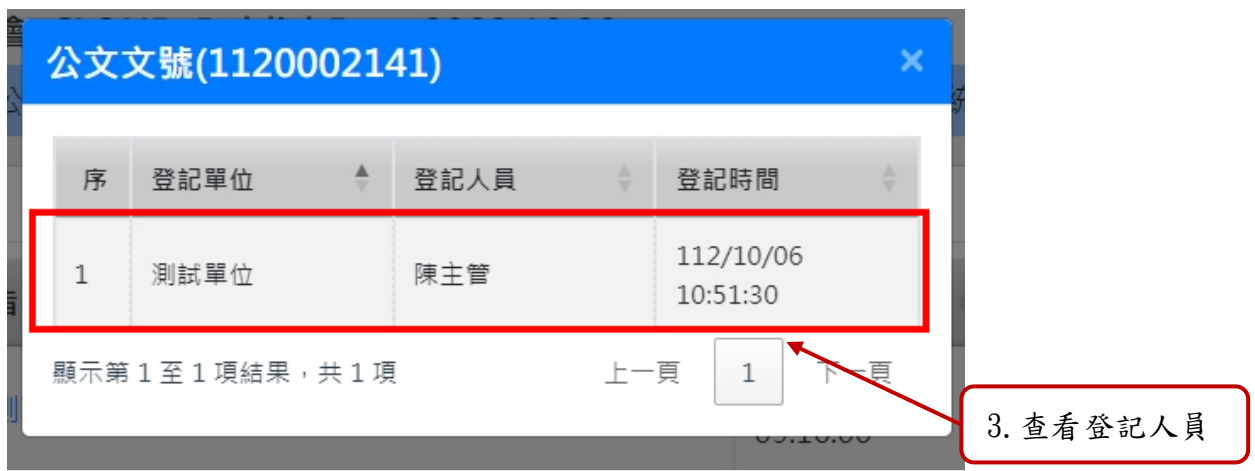 公文文號(1120002141)
×
序 登記單位 登記人員 登記時間
1 測試單位 陳主管 112/10/06
10:51:30
顯示第 1 至 1 項結果，共 1 項 上一頁 1 下一頁
3.查看登記人員